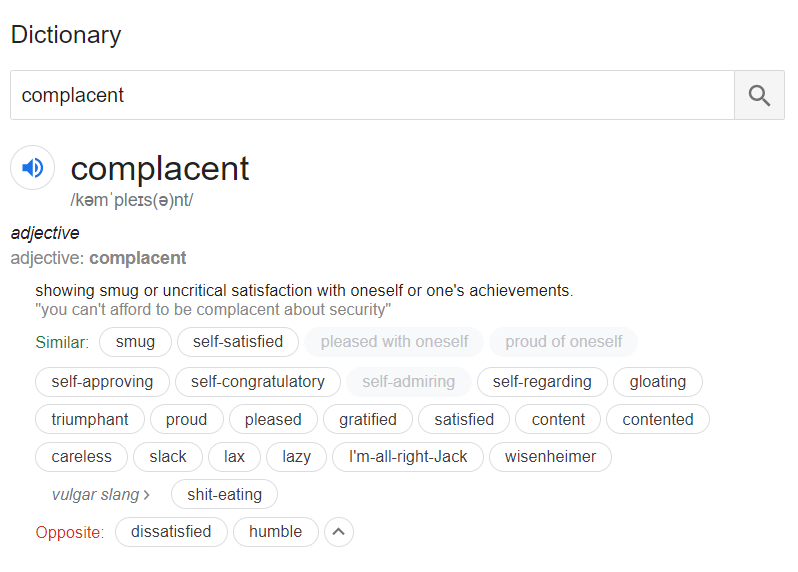 Dictionary
complacent
complacent
/kəmˈpleɪs(ə)nt/
adjective
adjective: complacent
showing smug or uncritical satisfaction with oneself or one's achievements.
"you can't afford to be complacent about security"
Similar: smug self-satisfied pleased with oneself proud of oneself
self-approving self-congratulatory self-admiring self-regarding gloating
triumphant proud pleased gratified satisfied content contented
careless slack lax lazy I'm-all-right-Jack wisenheimer
vulgar slang › shit-eating
Opposite: dissatisfied humble